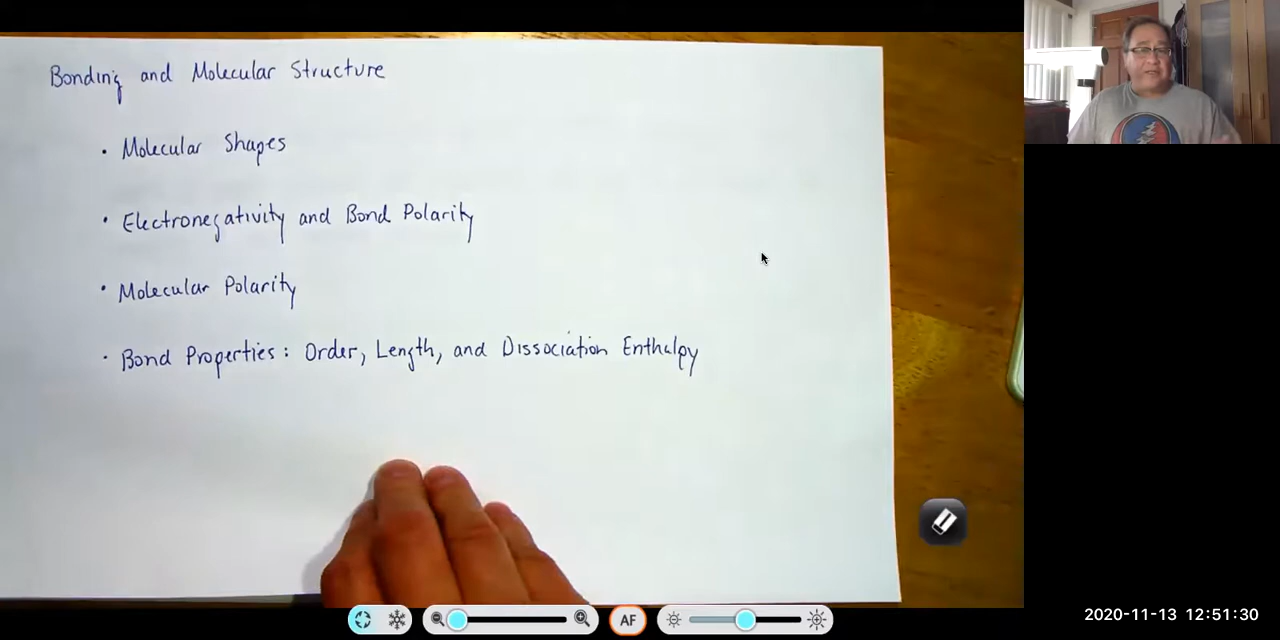 Bonding and Molecular Structure
• Molecular Shapes
• Electronegativity and Bond Polarity
• Molecular Polarity
• Bond Properties: Order, Length, and Dissociation Enthalpy
AF
2020-11-13 12:51:30